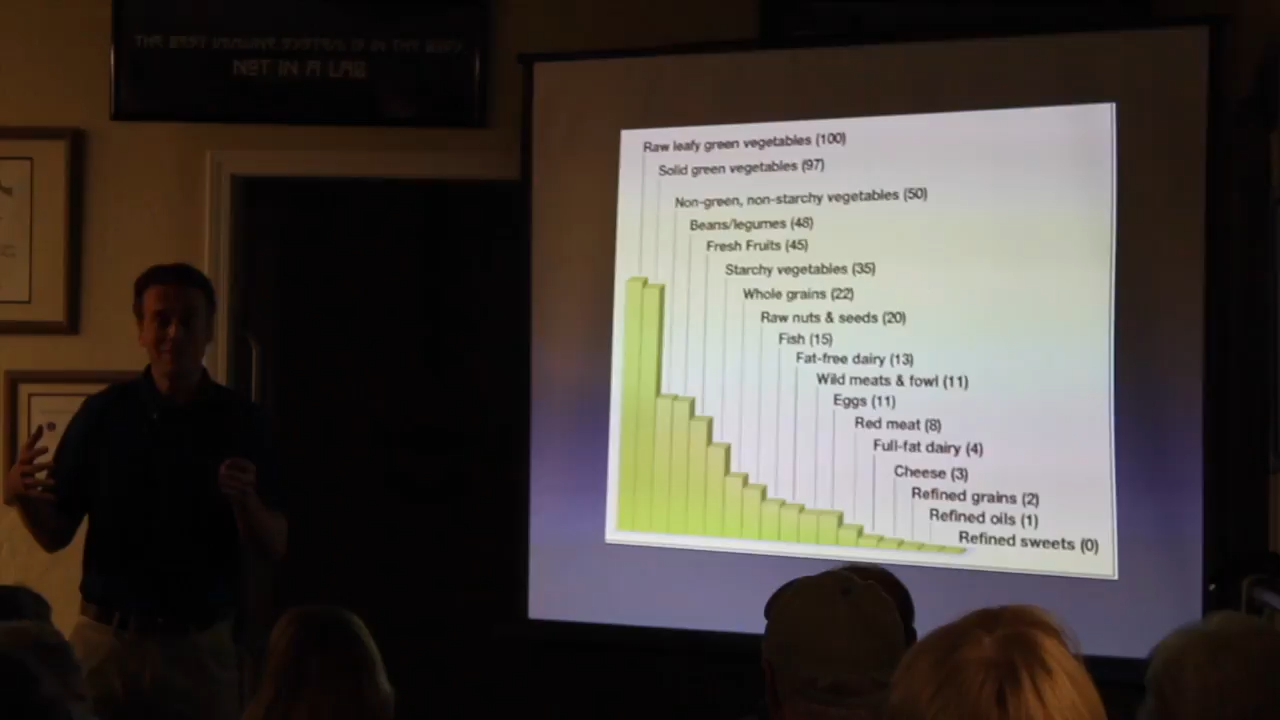 NOT IN A LAB
Raw leafy green vegetables (100)
Solid green vegetables (97)
Non-green, non-starchy vegetables (50)
Beans/legumes (48)
Fresh Fruits (45)
Starchy vegetables (35)
Whole grains (22)
Raw nuts & seeds (20)
Fish (15)
Fat-free dairy (13)
Wild meats & fowl (11)
Eggs (11)
Red meat (8)
Full-fat dairy (4)
Cheese (3)
Refined grains (2)
Refined oils (1)
Refined sweets (0)